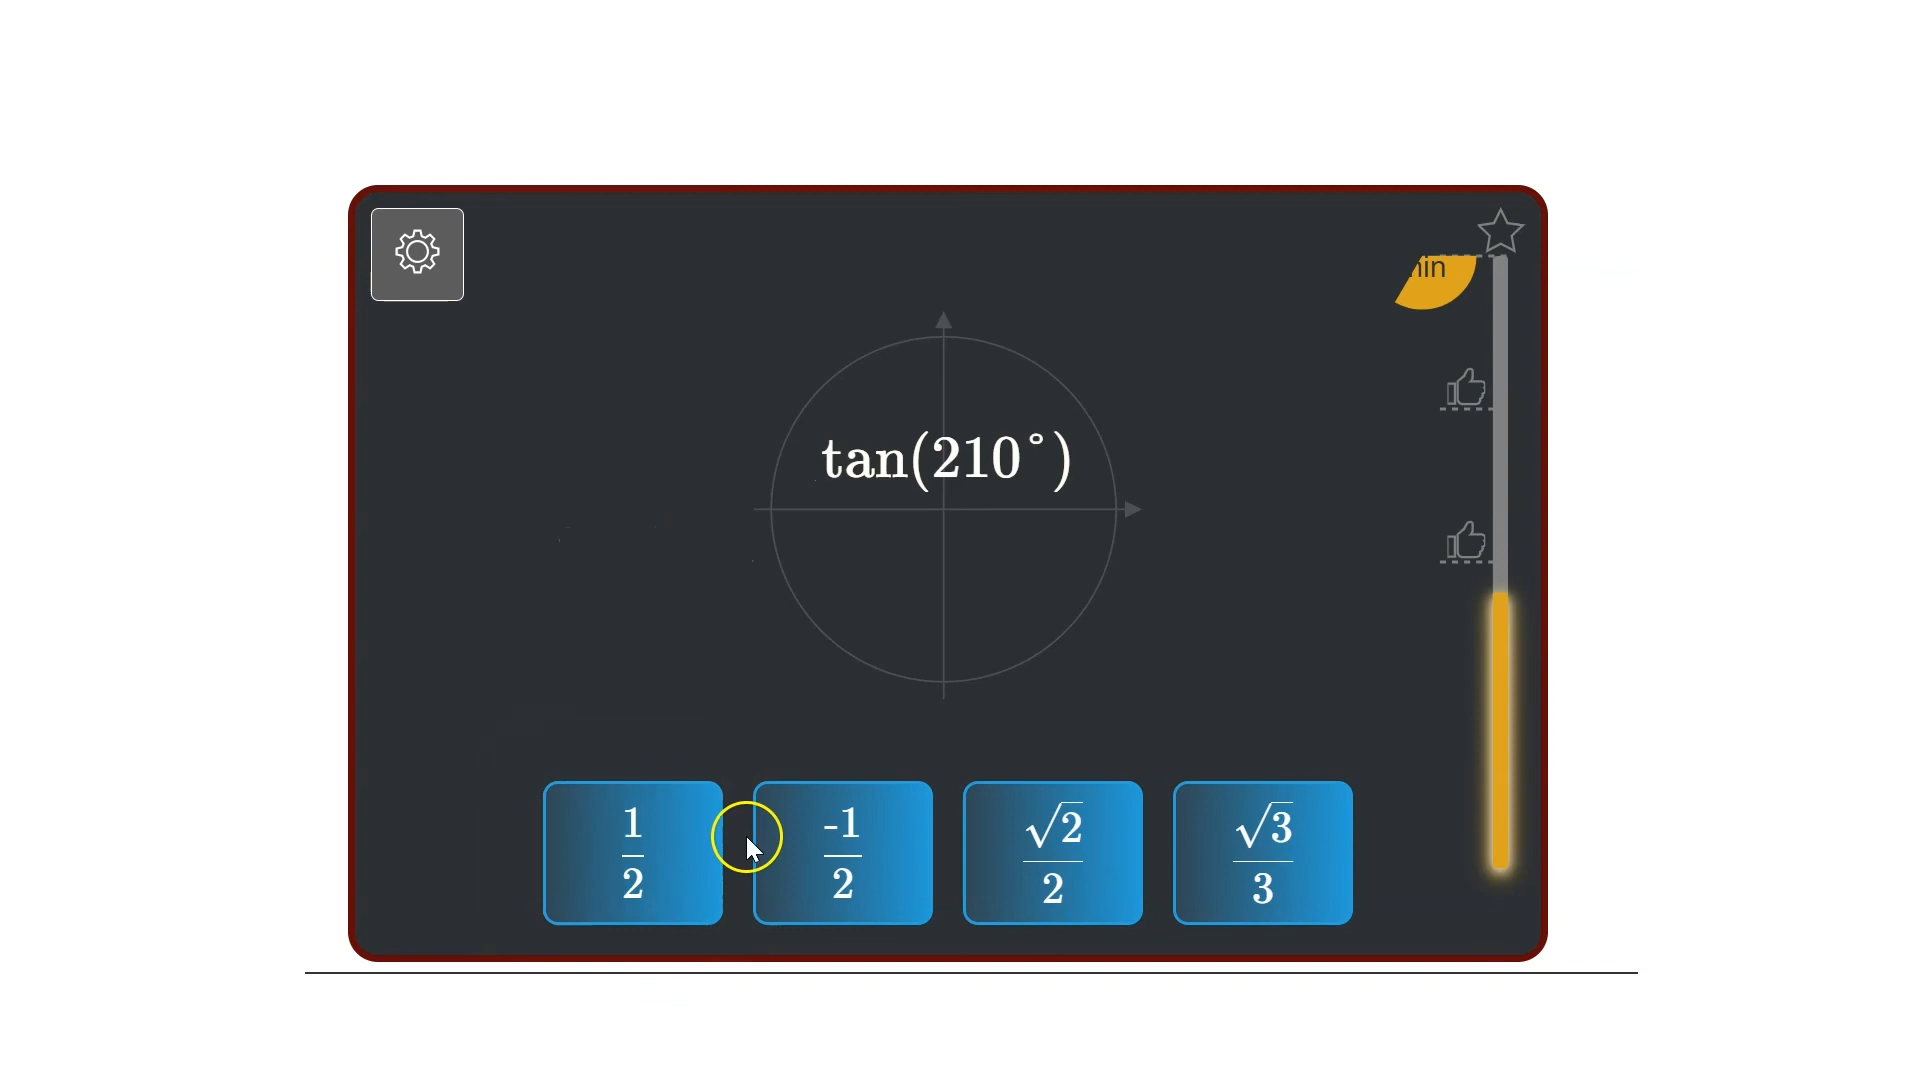 tan(210°)
1/2
-1/2
√2/2
√3/3